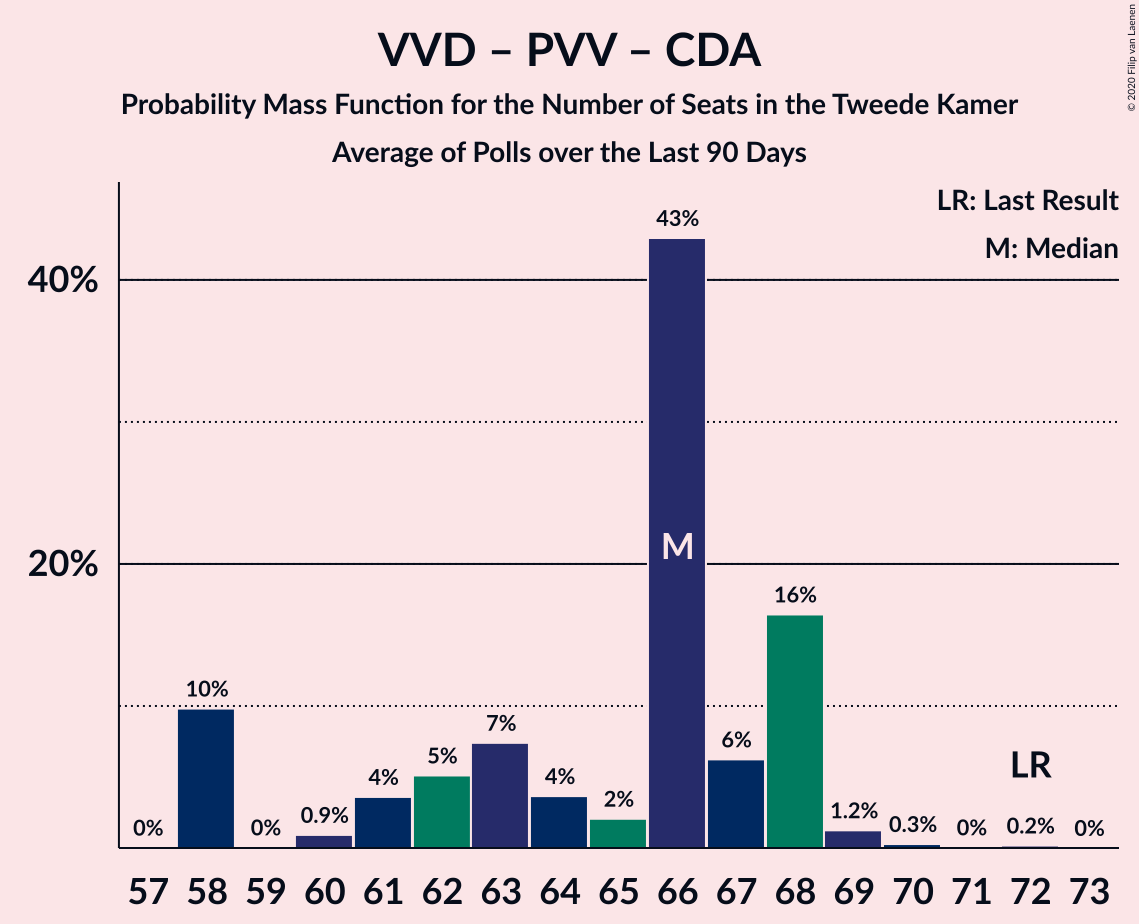 VVD – PVV – CDA
Probability Mass Function for the Number of Seats in the Tweede Kamer
Average of Polls over the Last 90 Days
© 2020 Filip van Laenen
LR: Last Result
M: Median
40%
20%
0%
10%
0%
0.9%
4%
5%
7%
4%
2%
43%
M
6%
16%
1.2%
0.3%
0%
0.2%
LR
0%
57 58 59 60 61 62 63 64 65 66 67 68 69 70 71 72 73